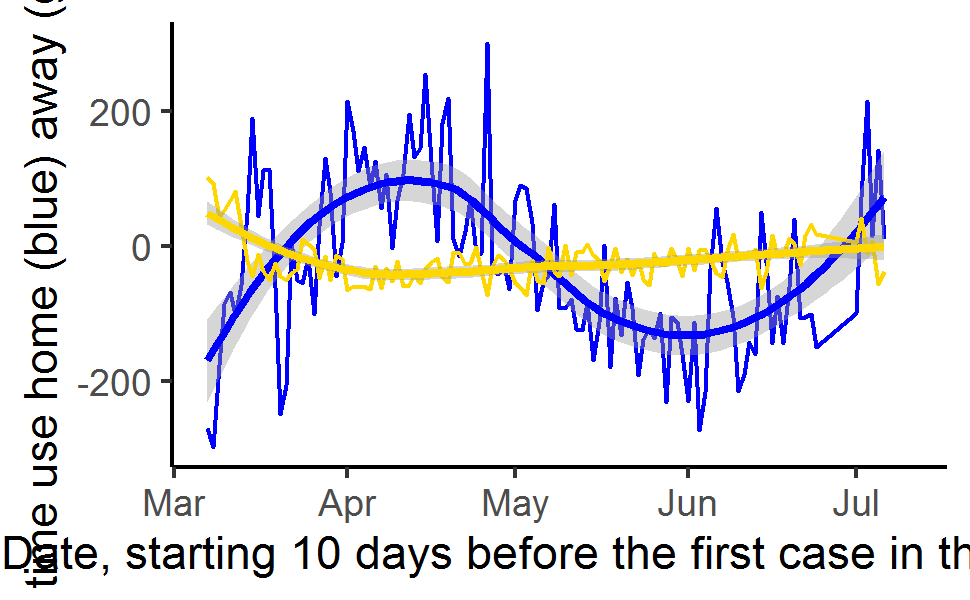 time use home (blue) away (
200
0
-200
Mar Apr May Jun Jul
Date, starting 10 days before the first case in th